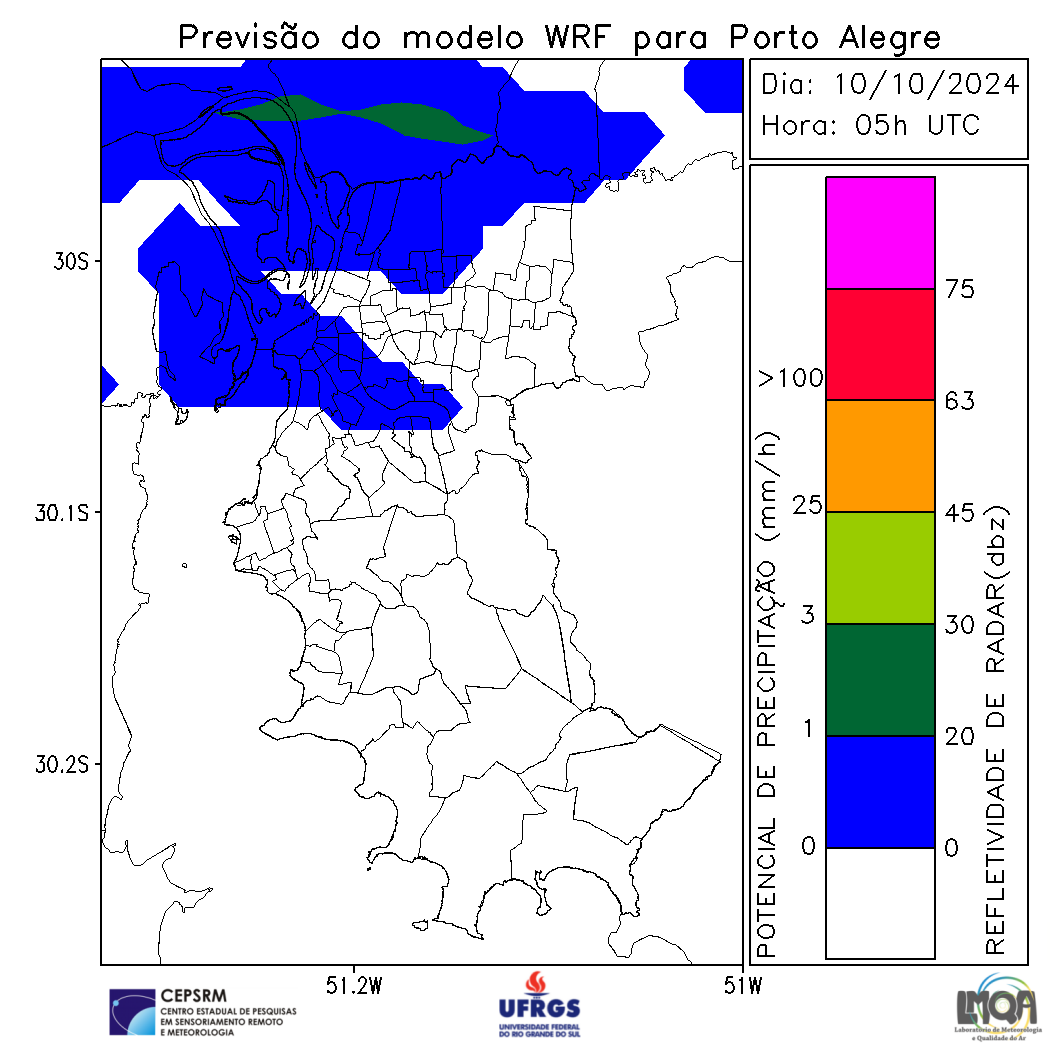 Previsão do modelo WRF para Porto Alegre
Dia: 10/10/2024
Hora: 05h UTC
30S
30.1S
30.2S
51.2W
51W
POTENCIAL DE PRECIPITAÇÃO (mm/h)
>100
25
3
1
0
75
63
45
30
20
0
REFLETIVIDADE DE RADAR(dbz)
CEPSRM
CENTRO ESTADUAL DE PESQUISAS
EM SENSORIAMENTO REMOTO
E METEOROLOGIA
UFRGS
UNIVERSIDADE FEDERAL
DO RIO GRANDE DO SUL
LMQA
Laboratório de Meteorologia
e Qualidade do Ar